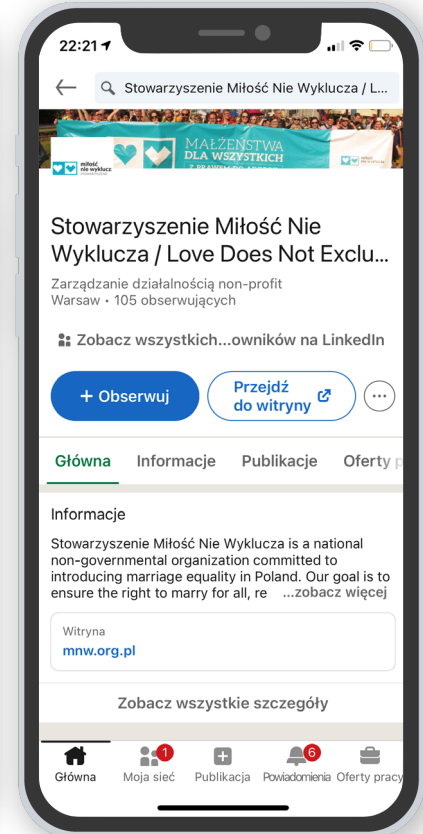 22:21
Stowarzyszenie Miłość Nie Wyklucza / L...
MAŁŻEŃSTWA
DLA WSZYSTKICH
Z PRAWEM DO ADOPCJI
miłość
nie wyklucza
Stowarzyszenie Miłość Nie
Wyklucza / Love Does Not Exclu...
Zarządzanie działalnością non-profit
Warsaw • 105 obserwujących
Zobacz wszystkich...owników na LinkedIn
+ Obserwuj
Przejdź
do witryny
...
Główna Informacje Publikacje Oferty p
Informacje
Stowarzyszenie Miłość Nie Wyklucza is a national
non-governmental organization committed to
introducing marriage equality in Poland. Our goal is to
ensure the right to marry for all, re ...zobacz więcej
Witryna
mnw.org.pl
Zobacz wszystkie szczegóły
1
6
Główna Moja sieć Publikacja Powiadomienia Oferty pracy